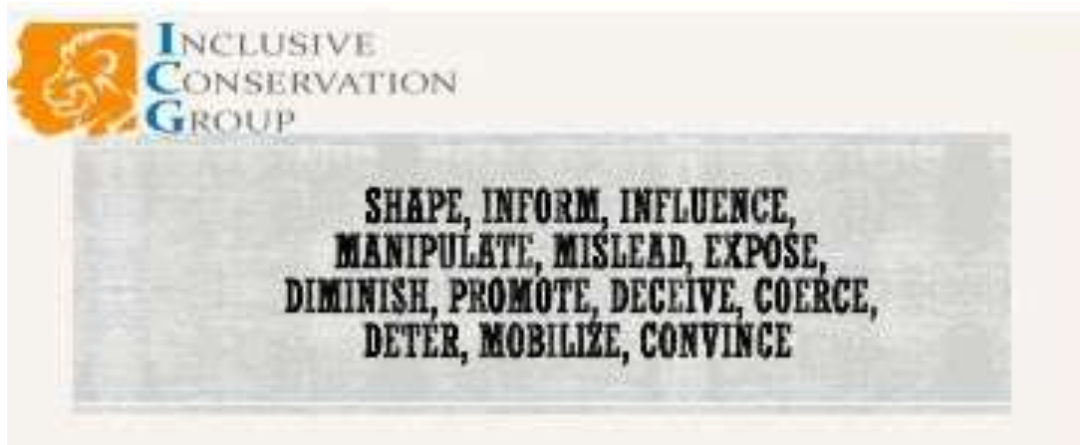 INCLUSIVE
CONSERVATION
GROUP
SHAPE, INFORM, INFLUENCE,
MANIPULATE, MISLEAD, EXPOSE,
DIMINISH, PROMOTE, DECEIVE, COERCE,
DETER, MOBILIZE, CONVINCE